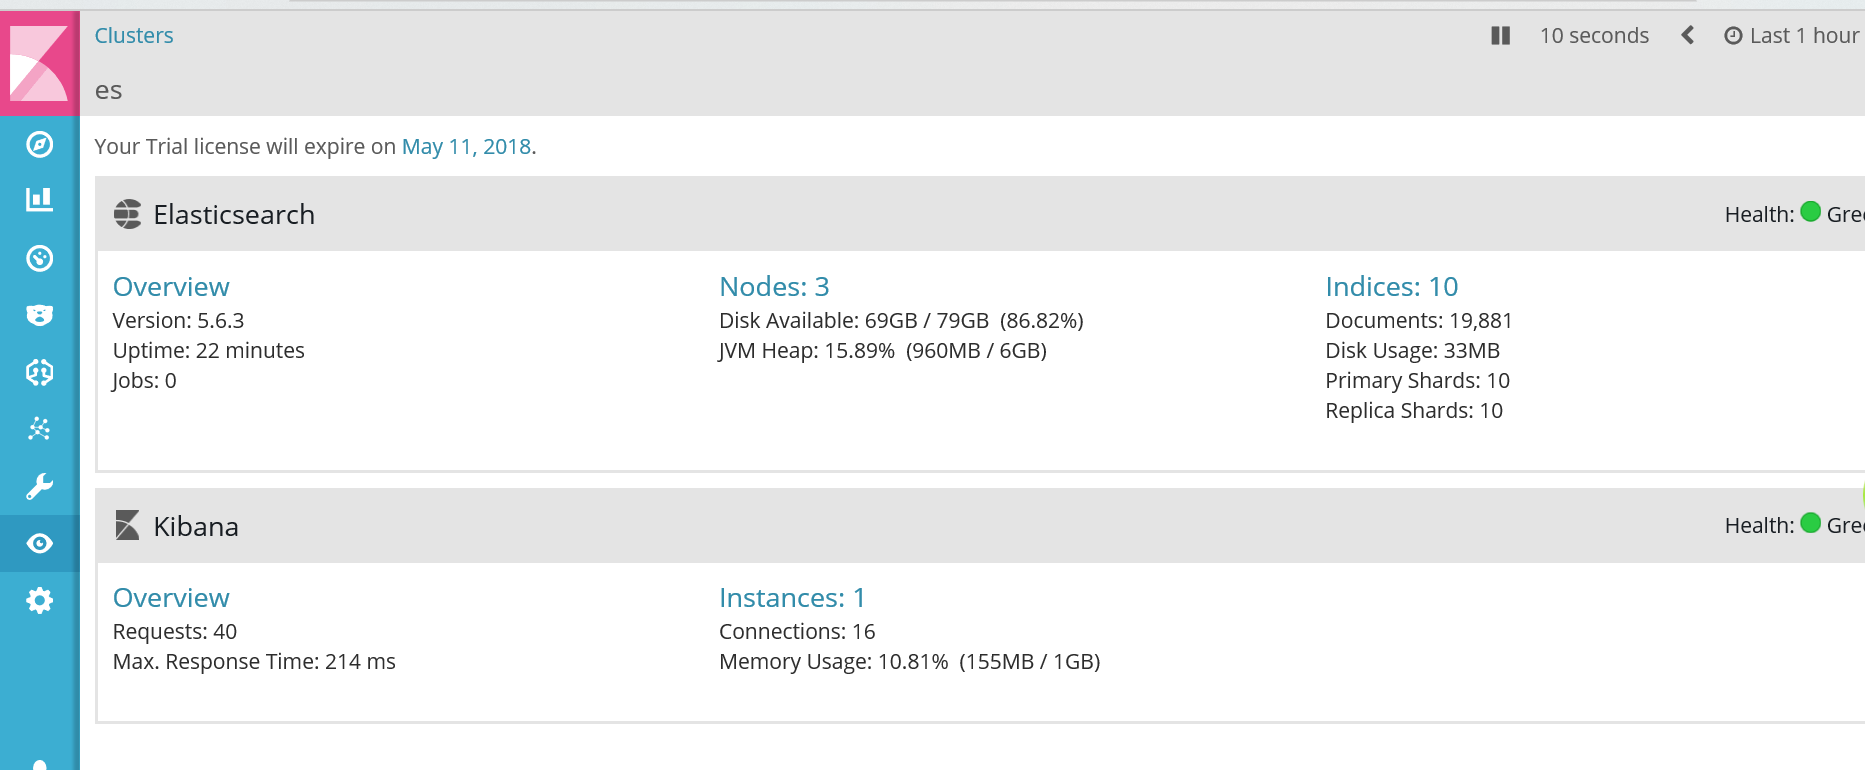 Clusters
10 seconds
Last 1 hour
es
Your Trial license will expire on May 11, 2018.
Elasticsearch
Health:
Overview
Version: 5.6.3
Uptime: 22 minutes
Jobs: 0
Nodes: 3
Disk Available: 69GB / 79GB (86.82%)
JVM Heap: 15.89% (960MB / 6GB)
Indices: 10
Documents: 19,881
Disk Usage: 33MB
Primary Shards: 10
Replica Shards: 10
Kibana
Health:
Overview
Requests: 40
Max. Response Time: 214 ms
Instances: 1
Connections: 16
Memory Usage: 10.81% (155MB / 1GB)